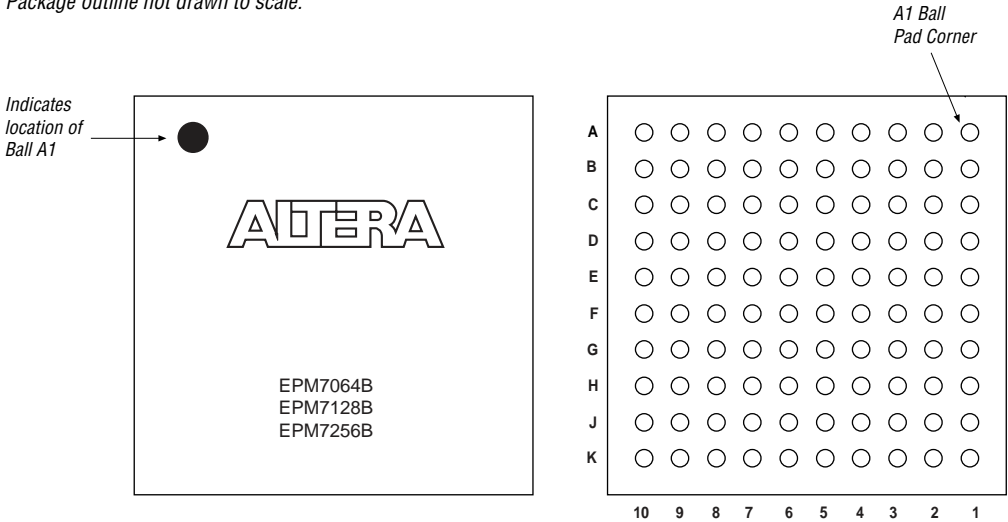 Package outline not drawn to scale.
A1 Ball
Pad Corner
Indicates
location of
Ball A1
ALTERA
EPM7064B
EPM7128B
EPM7256B
A
B
C
D
E
F
G
H
J
K
10 9 8 7 6 5 4 3 2 1